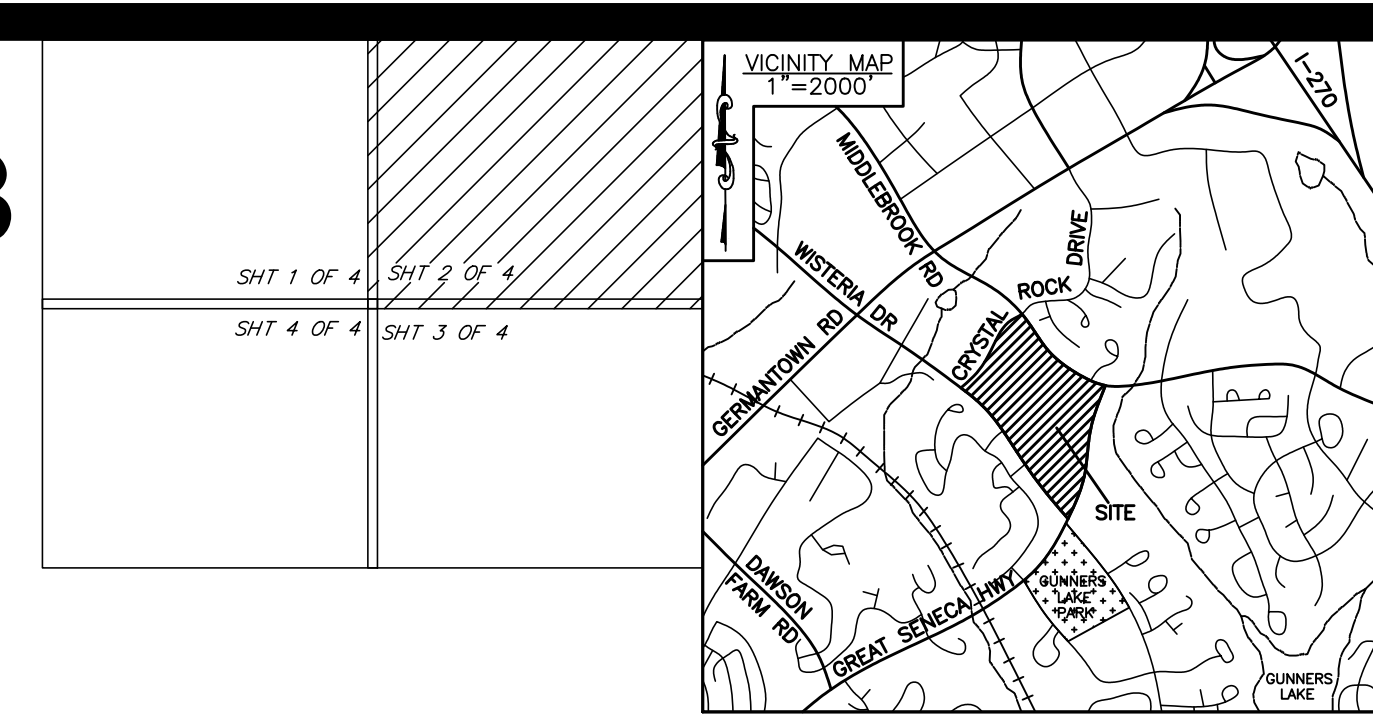 SHT 1 OF 4
SHT 2 OF 4
SHT 4 OF 4
SHT 3 OF 4
VICINITY MAP
1"=2000'
I-270
MIDDLEBROOK RD
WISTERIA DR
GERMANTOWN RD
CRYSTAL
ROCK
DRIVE
SITE
DAWSON
FARM RD
GREAT SENECA HWY
GUNNERS
LAKE
PARK
GUNNERS
LAKE